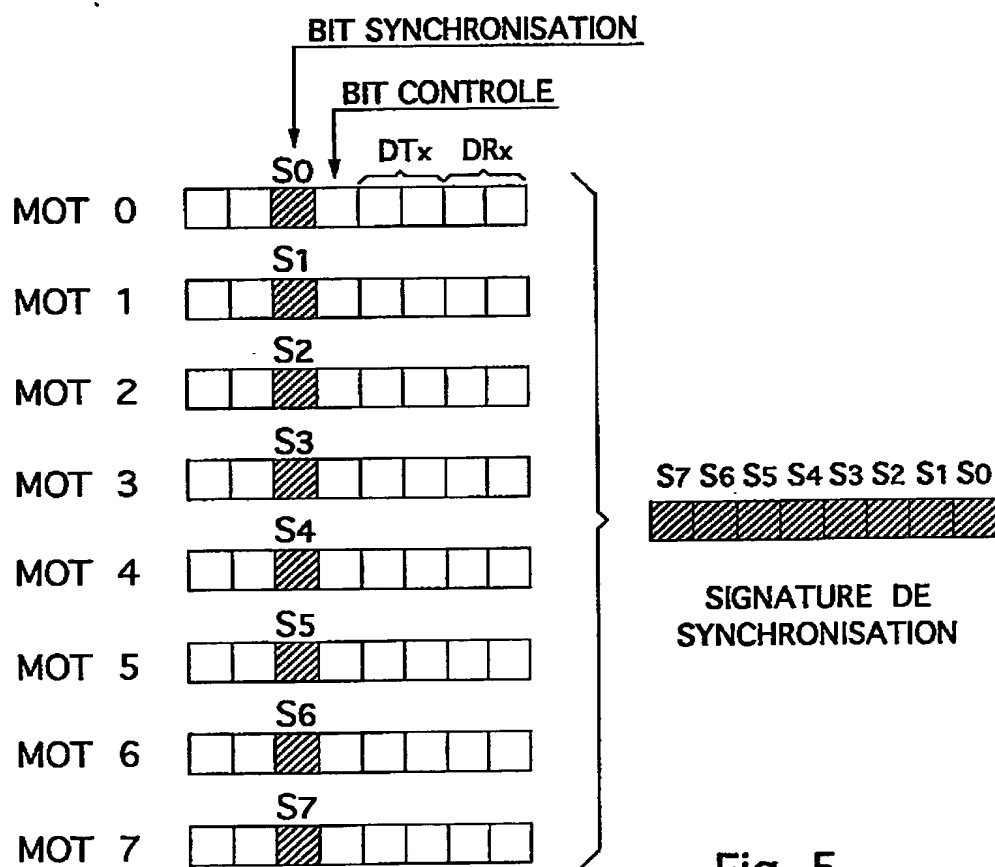 BIT SYNCHRONISATION
BIT CONTROLE
DTx DRx
S0
MOT 0
S1
MOT 1
S2
MOT 2
S3
MOT 3
S4
MOT 4
S5
MOT 5
S6
MOT 6
S7
MOT 7
S7 S6 S5 S4 S3 S2 S1 S0
SIGNATURE DE
SYNCHRONISATION
Fig. 5